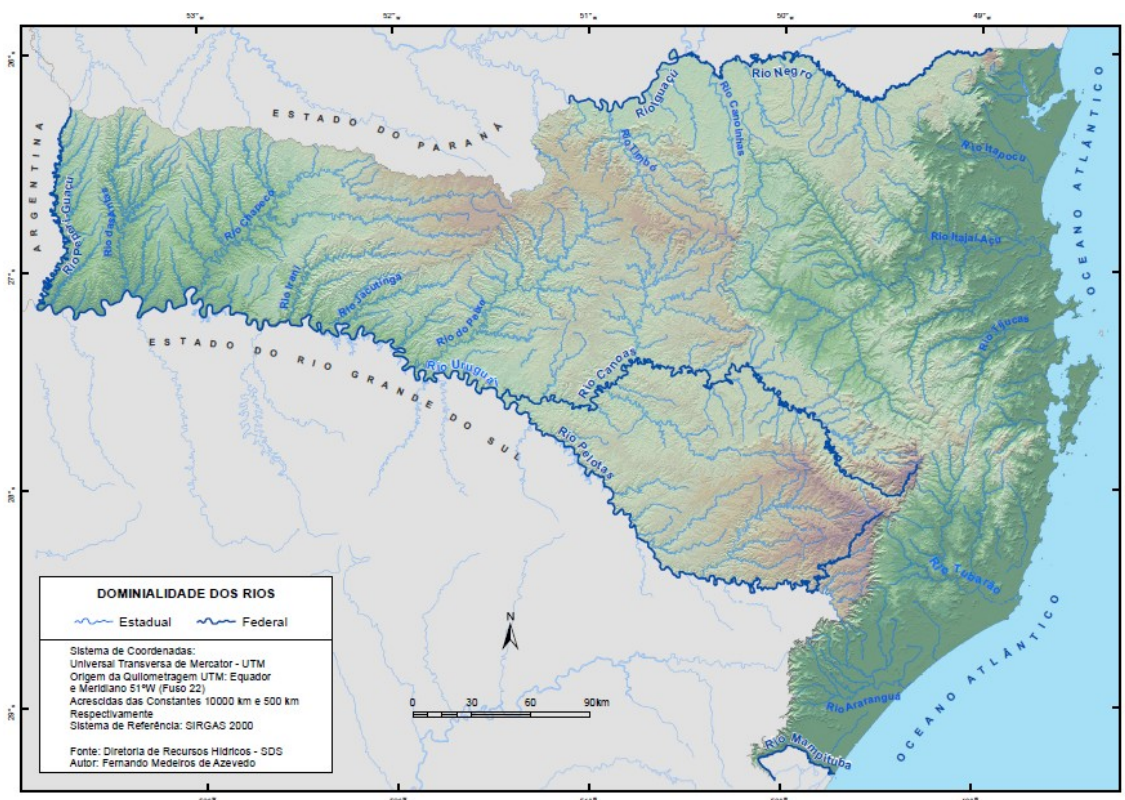 53°
52°
51°
50°
49°
26°
27°
28°
29°
ARGENTINA
ESTADO DO PARANÁ
ESTADO DO RIO GRANDE DO SUL
OCEANO ATLÂNTICO
OCEANO ATLÂNTICO
Rio Iguaçú
Rio Negro
Rio Canoinhas
Rio Timbó
Rio Itapocú
Rio Peperi-Guaçú
Rio das Antas
Rio Chapecó
Rio Itajaí-Açú
Rio Irani
Rio Jacutinga
Rio do Peixe
Rio Tijucas
Rio Uruguai
Rio Canoas
Rio Pelotas
Rio Tubarão
Rio Araranguá
Rio Mampituba
DOMINIALIDADE DOS RIOS
Estadual
Federal
Sistema de Coordenadas:
Universal Transversa de Mercator - UTM
Origem da Quilometragem UTM: Equador
e Meridiano 51°W (Fuso 22)
Acrescidas das Constantes 10000 km e 500 km
Respectivamente
Sistema de Referência: SIRGAS 2000
Fonte: Diretoria de Recursos Hídricos - SDS
Autor: Fernando Medeiros de Azevedo
N
0 30 60 90km